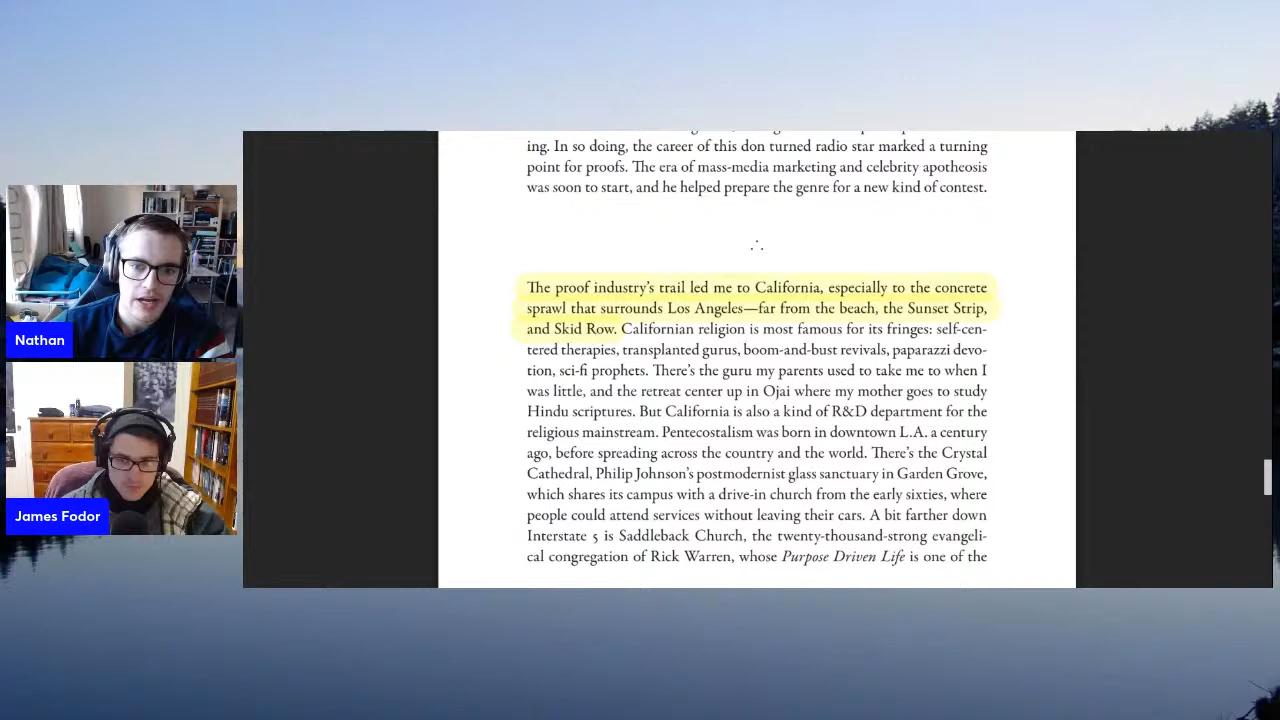 ing. In so doing, the career of this don turned radio star marked a turning
point for proofs. The era of mass-media marketing and celebrity apotheosis
was soon to start, and he helped prepare the genre for a new kind of contest.
∴
The proof industry's trail led me to California, especially to the concrete
sprawl that surrounds Los Angeles—far from the beach, the Sunset Strip,
and Skid Row. Californian religion is most famous for its fringes: self-cen-
tered therapies, transplanted gurus, boom-and-bust revivals, paparazzi devo-
tion, sci-fi prophets. There's the guru my parents used to take me to when I
was little, and the retreat center up in Ojai where my mother goes to study
Hindu scriptures. But California is also a kind of R&D department for the
religious mainstream. Pentecostalism was born in downtown L.A. a century
ago, before spreading across the country and the world. There's the Crystal
Cathedral, Philip Johnson's postmodernist glass sanctuary in Garden Grove,
which shares its campus with a drive-in church from the early sixties, where
people could attend services without leaving their cars. A bit farther down
Interstate 5 is Saddleback Church, the twenty-thousand-strong evangeli-
cal congregation of Rick Warren, whose Purpose Driven Life is one of the
Nathan
James Fodor